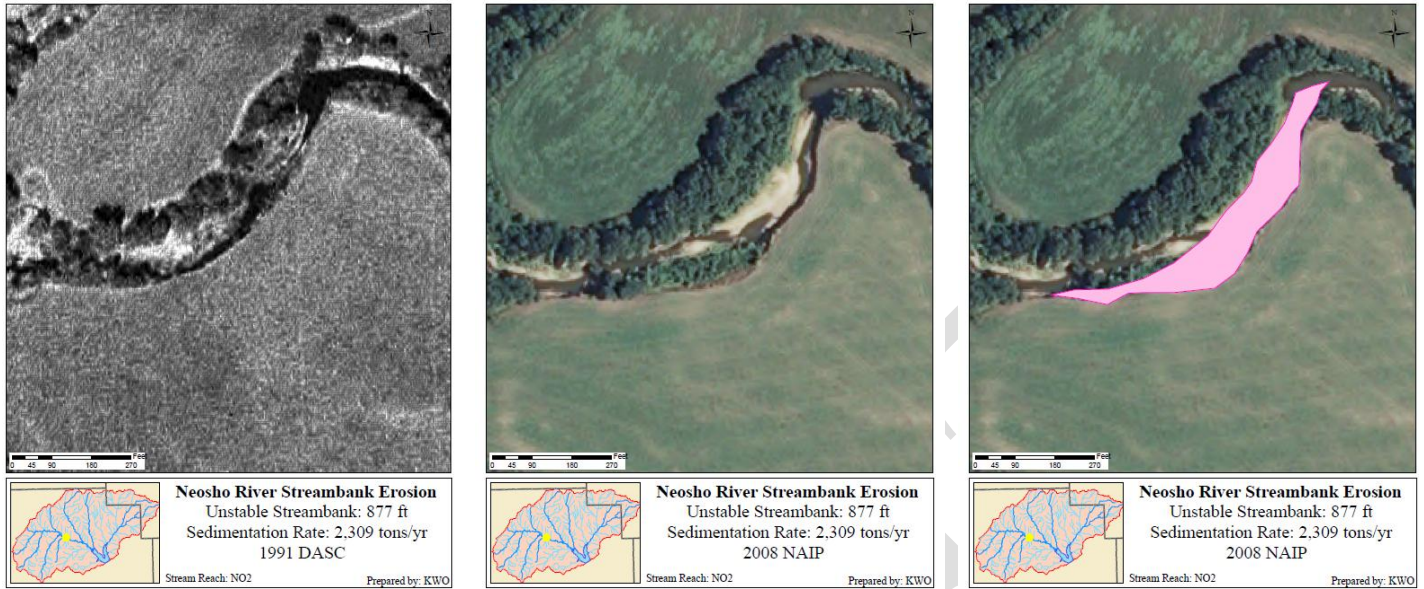 N
Feet
0 45 90 180 270
Neosho River Streambank Erosion
Unstable Streambank: 877 ft
Sedimentation Rate: 2,309 tons/yr
1991 DASC
Stream Reach: NO2
Prepared by: KWO
N
Feet
0 45 90 180 270
Neosho River Streambank Erosion
Unstable Streambank: 877 ft
Sedimentation Rate: 2,309 tons/yr
2008 NAIP
Stream Reach: NO2
Prepared by: KWO
N
Feet
0 45 90 180 270
Neosho River Streambank Erosion
Unstable Streambank: 877 ft
Sedimentation Rate: 2,309 tons/yr
2008 NAIP
Stream Reach: NO2
Prepared by: KWO